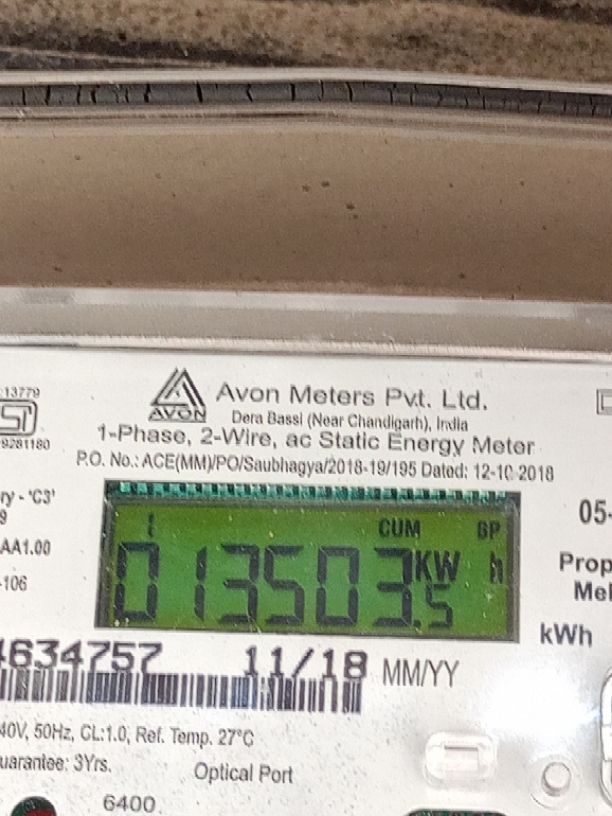 :13779
9281180
AVON
Avon Meters Pvt. Ltd.
Dera Bassi (Near Chandigarh), India
1-Phase, 2-Wire, ac Static Energy Meter
P.O. No.: ACE(MM)/PO/Saubhagya/2018-19/195 Dated: 12-10-2018
ry - 'C3'
9
AA1.00
-106
1 CUM GP
013503.5 KW h
05-
Prop
kWh
4634757 11/18 MM/YY
40V, 50Hz, CL:1.0, Ref. Temp. 27°C
uarantee: 3Yrs.
Optical Port
6400